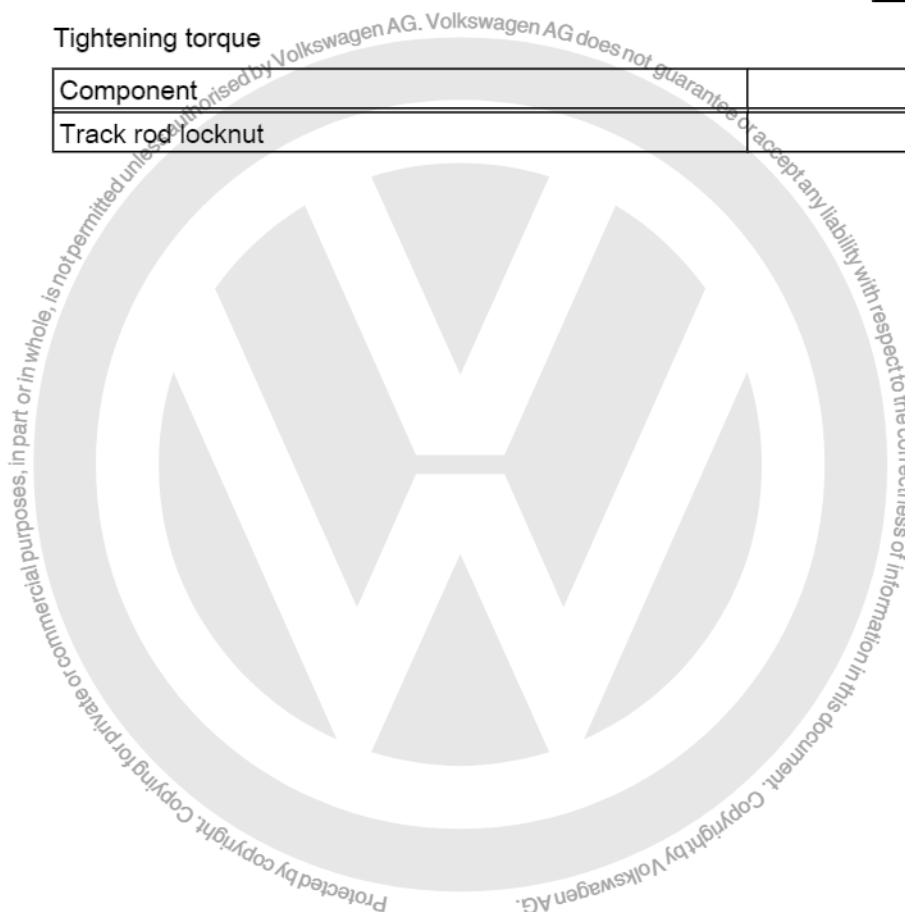 Tightening torque
Component
Track rod locknut
Protected by copyright. Copying for private or commercial purposes, in part or in whole, is not permitted unless authorised by Volkswagen AG. Volkswagen AG does not guarantee or accept any liability with respect to the correctness of information in this document. Copyright by Volkswagen AG.